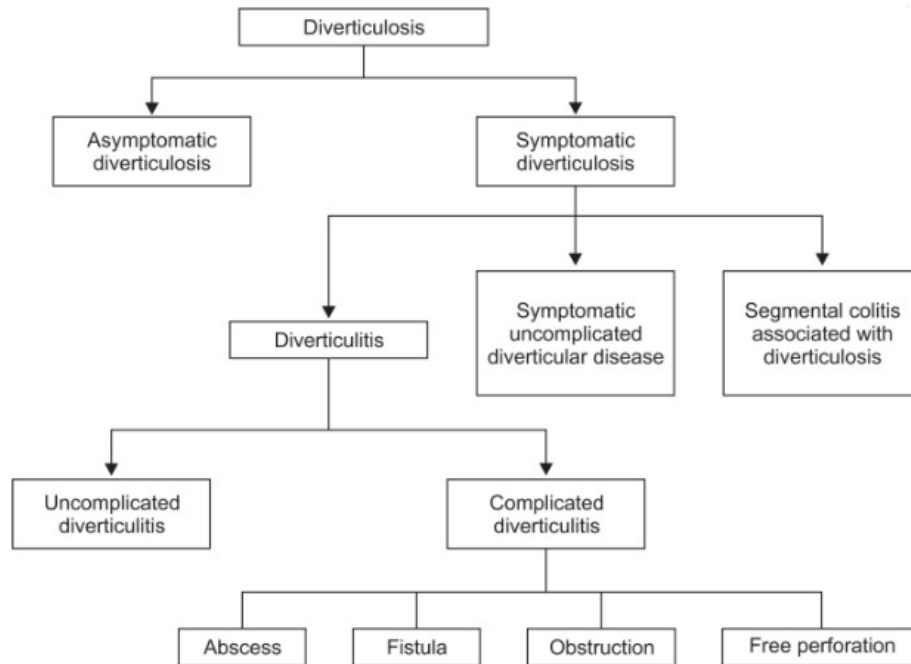 Diverticulosis
Asymptomatic
diverticulosis
Symptomatic
diverticulosis
Diverticulitis
Symptomatic
uncomplicated
diverticular disease
Segmental colitis
associated with
diverticulosis
Uncomplicated
diverticulitis
Complicated
diverticulitis
Abscess
Fistula
Obstruction
Free perforation